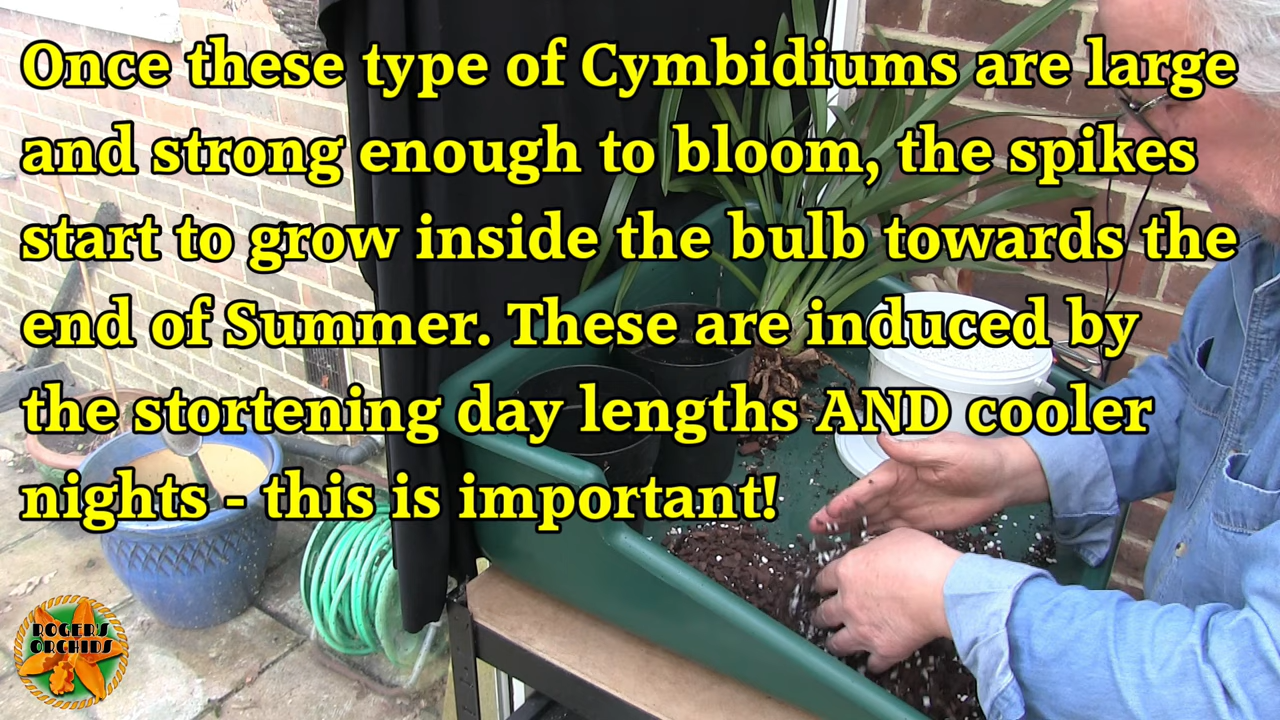 Once these type of Cymbidiums are large
and strong enough to bloom, the spikes
start to grow inside the bulb towards the
end of Summer. These are induced by
the stortening day lengths AND cooler
nights - this is important!
ROGERS
ORCHIDS